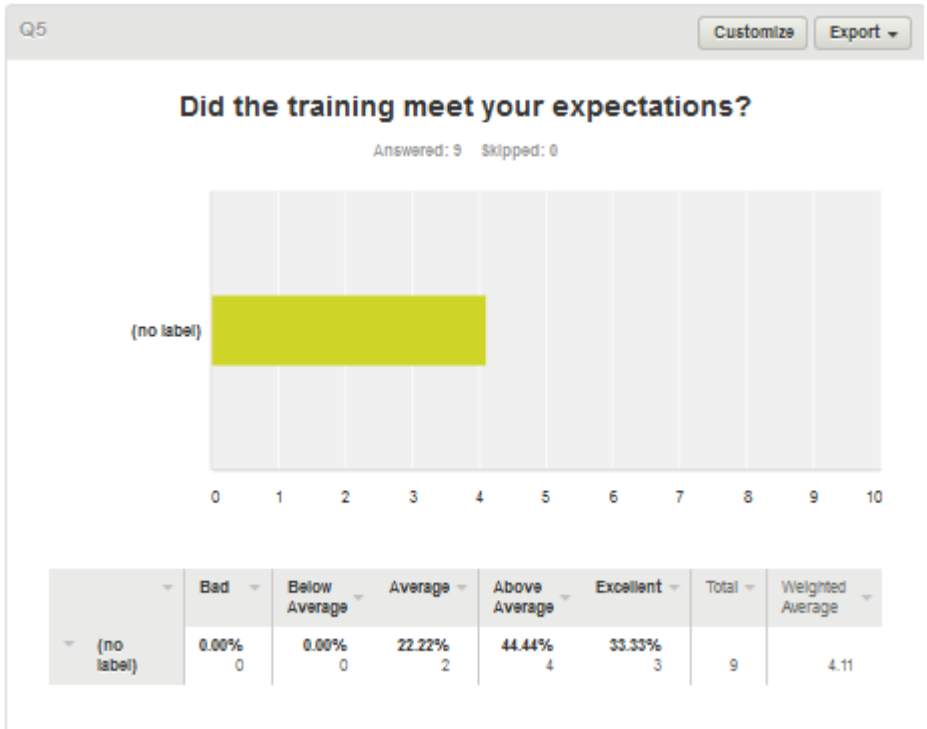 Q5
Customize
Export
Did the training meet your expectations?
Answered: 9 Skipped: 0
(no label)
0 1 2 3 4 5 6 7 8 9 10
Bad Below Average Average Above Average Excellent Total Weighted Average
(no label) 0.00% 0.00% 22.22% 44.44% 33.33%
0 0 2 4 3 9 4.11